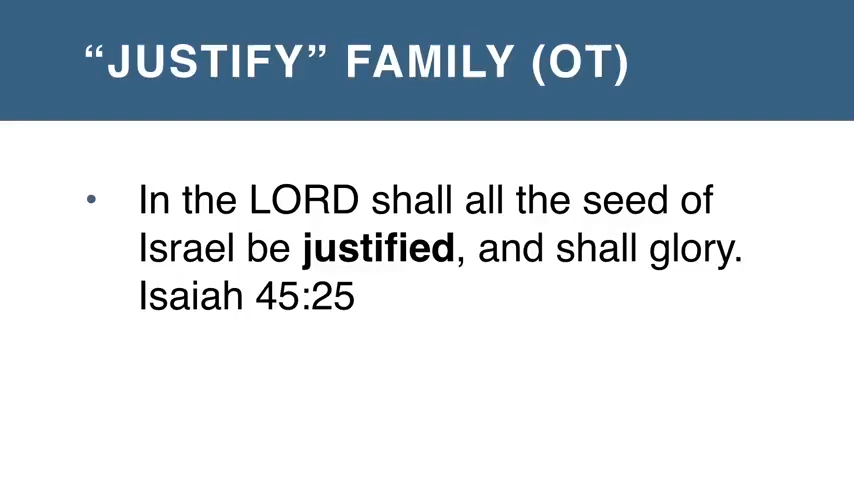 “JUSTIFY” FAMILY (OT)
• In the LORD shall all the seed of
Israel be justified, and shall glory.
Isaiah 45:25